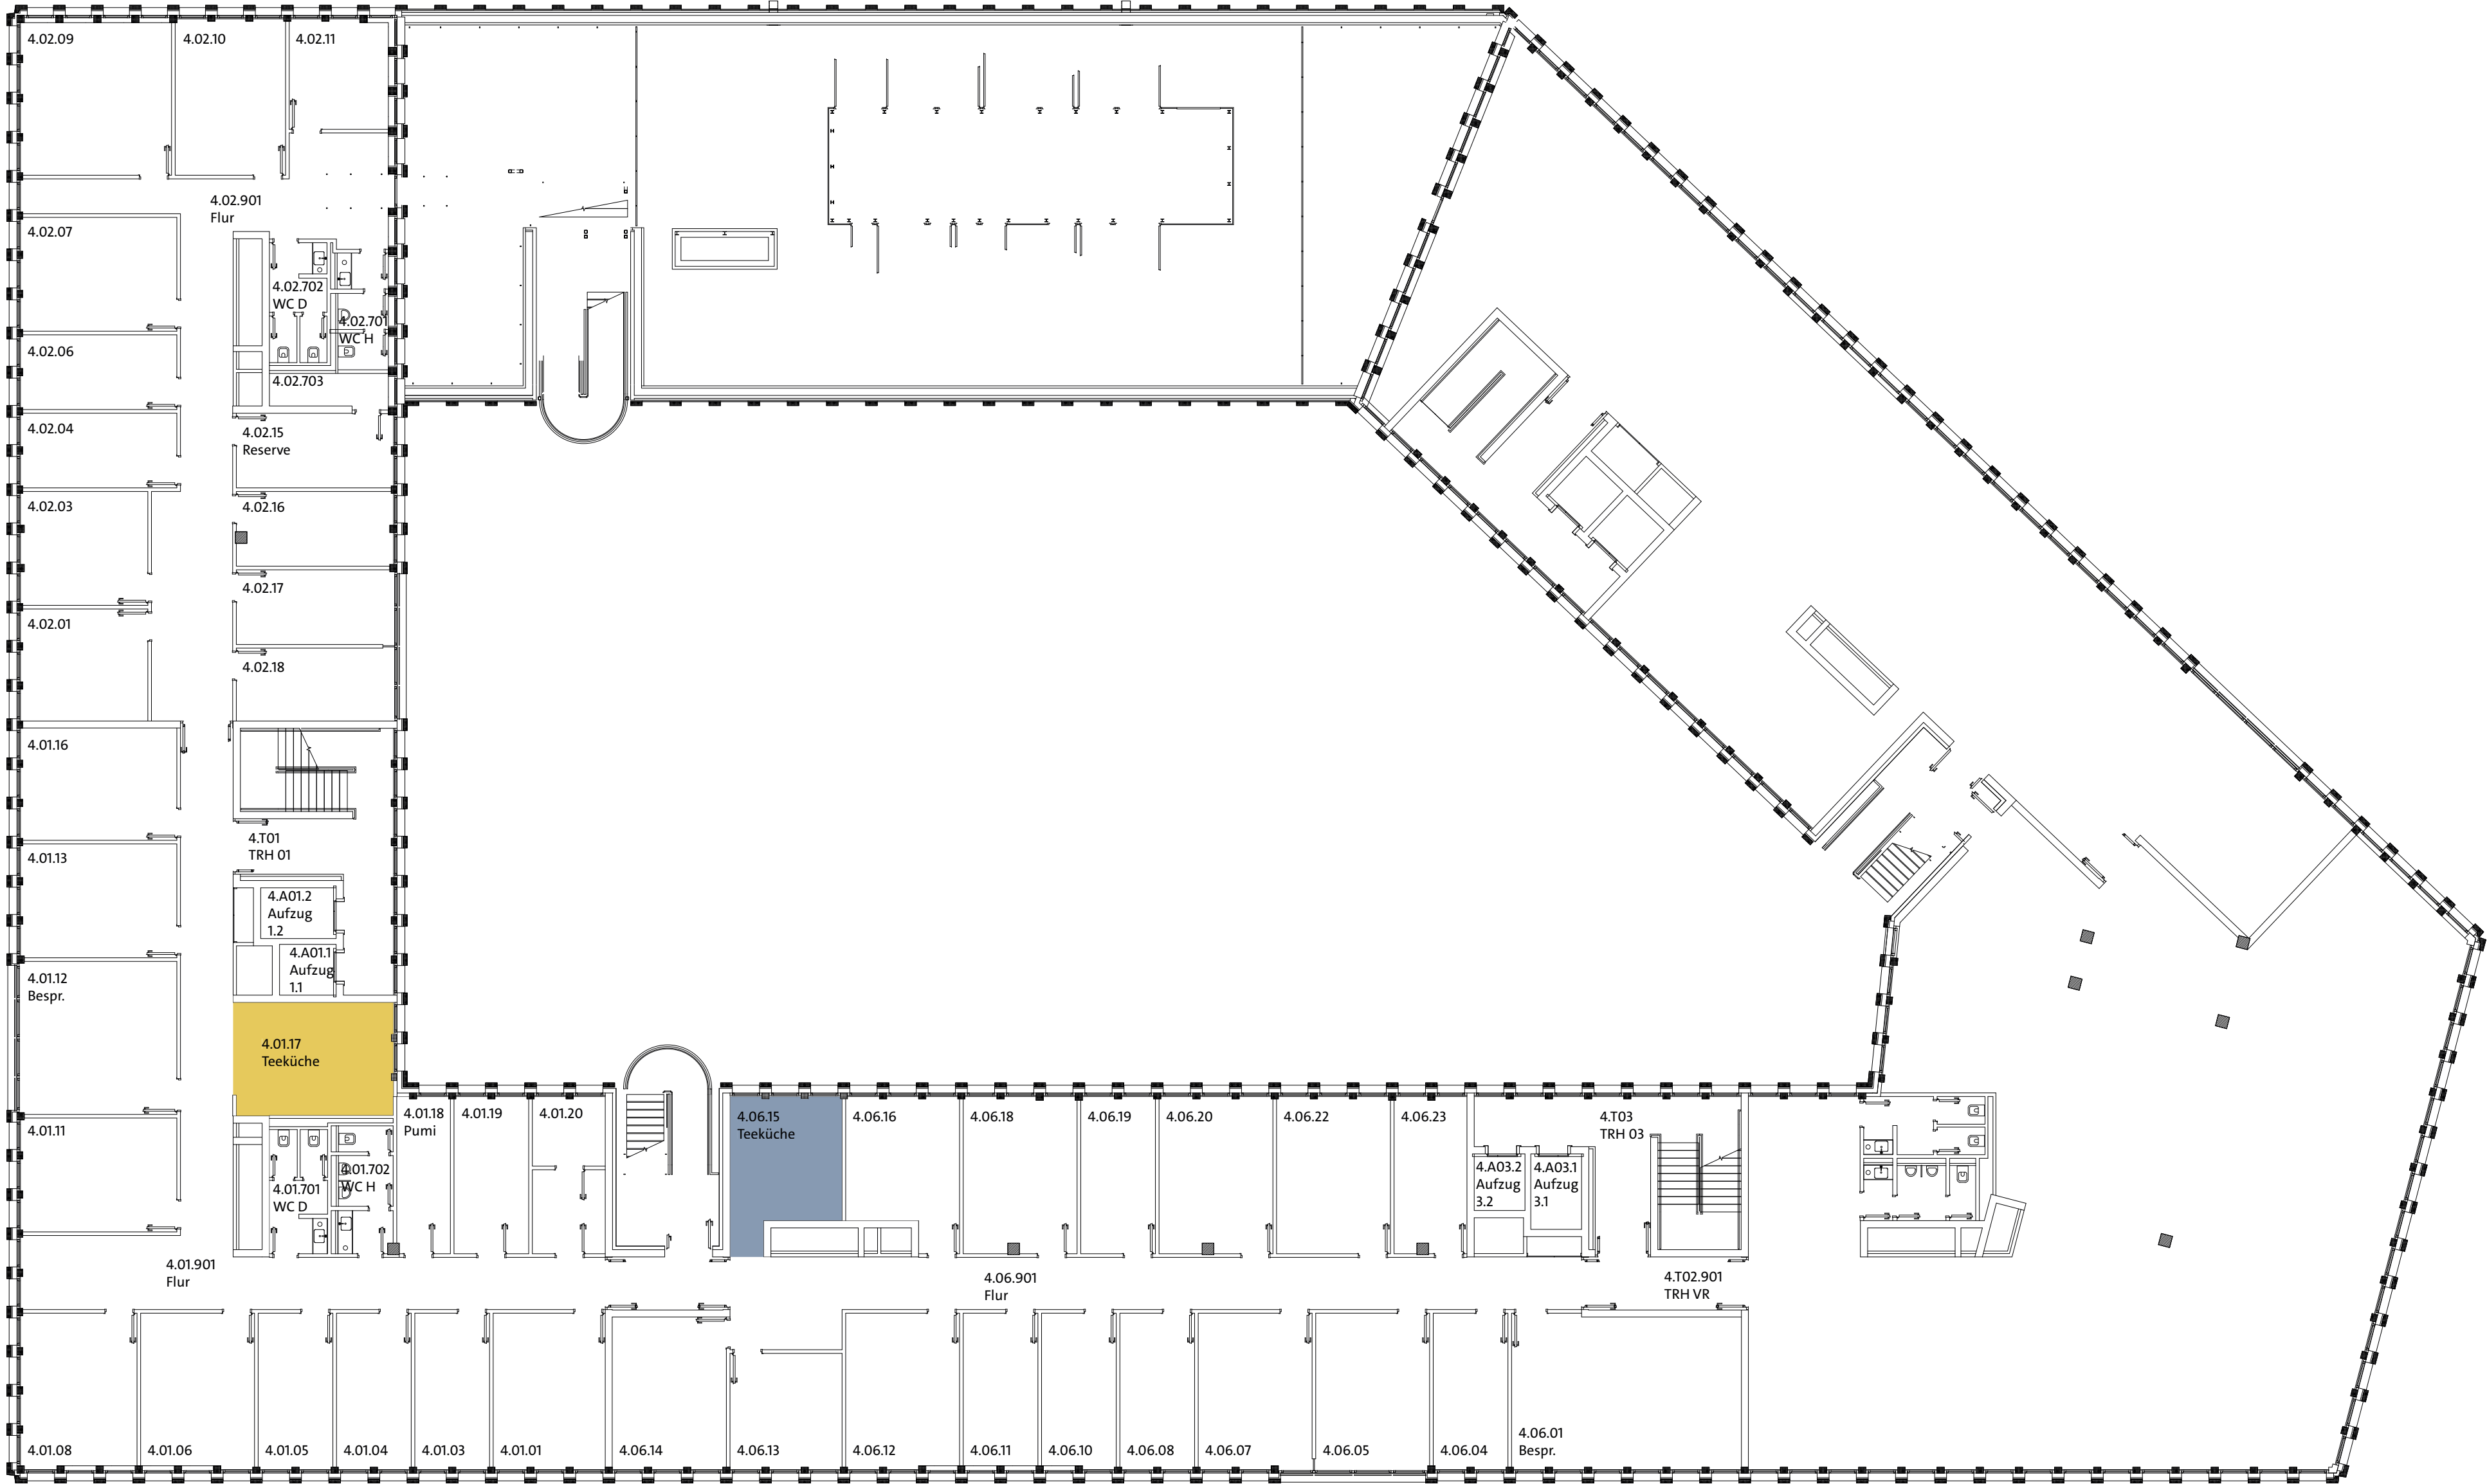 4.02.09
4.02.10
4.02.11
4.02.901
Flur
4.02.07
4.02.702
WC D
4.02.701
WC H
4.02.06
4.02.703
4.02.04
4.02.15
Reserve
4.02.03
4.02.16
4.02.17
4.02.01
4.02.18
4.01.16
4.T01
TRH 01
4.01.13
4.A01.2
Aufzug
1.2
4.A01.1
Aufzug
1.1
4.01.12
Bespr.
4.01.17
Teeküche
4.01.11
4.01.18
Pumi
4.01.19
4.01.20
4.06.15
Teeküche
4.06.16
4.06.18
4.06.19
4.06.20
4.06.22
4.06.23
4.T03
TRH 03
4.01.702
WC H
4.01.701
WC D
4.A03.2
Aufzug
3.2
4.A03.1
Aufzug
3.1
4.01.901
Flur
4.06.901
Flur
4.T02.901
TRH VR
4.01.08
4.01.06
4.01.05
4.01.04
4.01.03
4.01.01
4.06.14
4.06.13
4.06.12
4.06.11
4.06.10
4.06.08
4.06.07
4.06.05
4.06.04
4.06.01
Bespr.